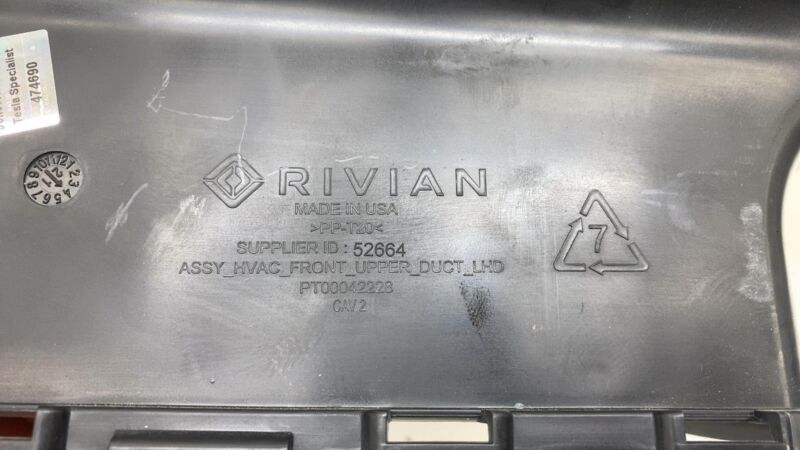 Tesla Specialist
474690
RIVIAN
MADE IN USA
>PP-T20<
SUPPLIER ID : 52664
ASSY_HVAC_FRONT_UPPER_DUCT_LHD
PT00042228
CAV 2
7